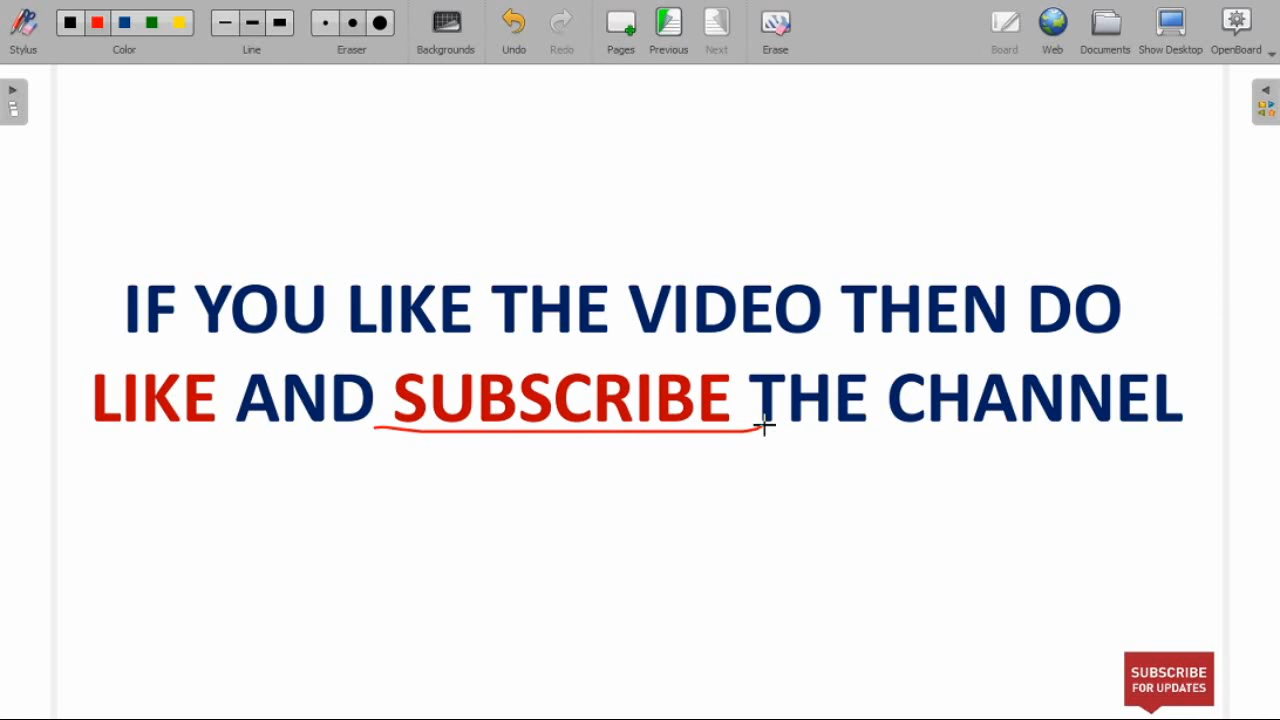 Stylus
Color
Line
Eraser
Backgrounds
Undo
Redo
Pages
Previous
Next
Erase
Board
Web
Documents
Show Desktop
OpenBoard
IF YOU LIKE THE VIDEO THEN DO
LIKE AND SUBSCRIBE THE CHANNEL
SUBSCRIBE
FOR UPDATES